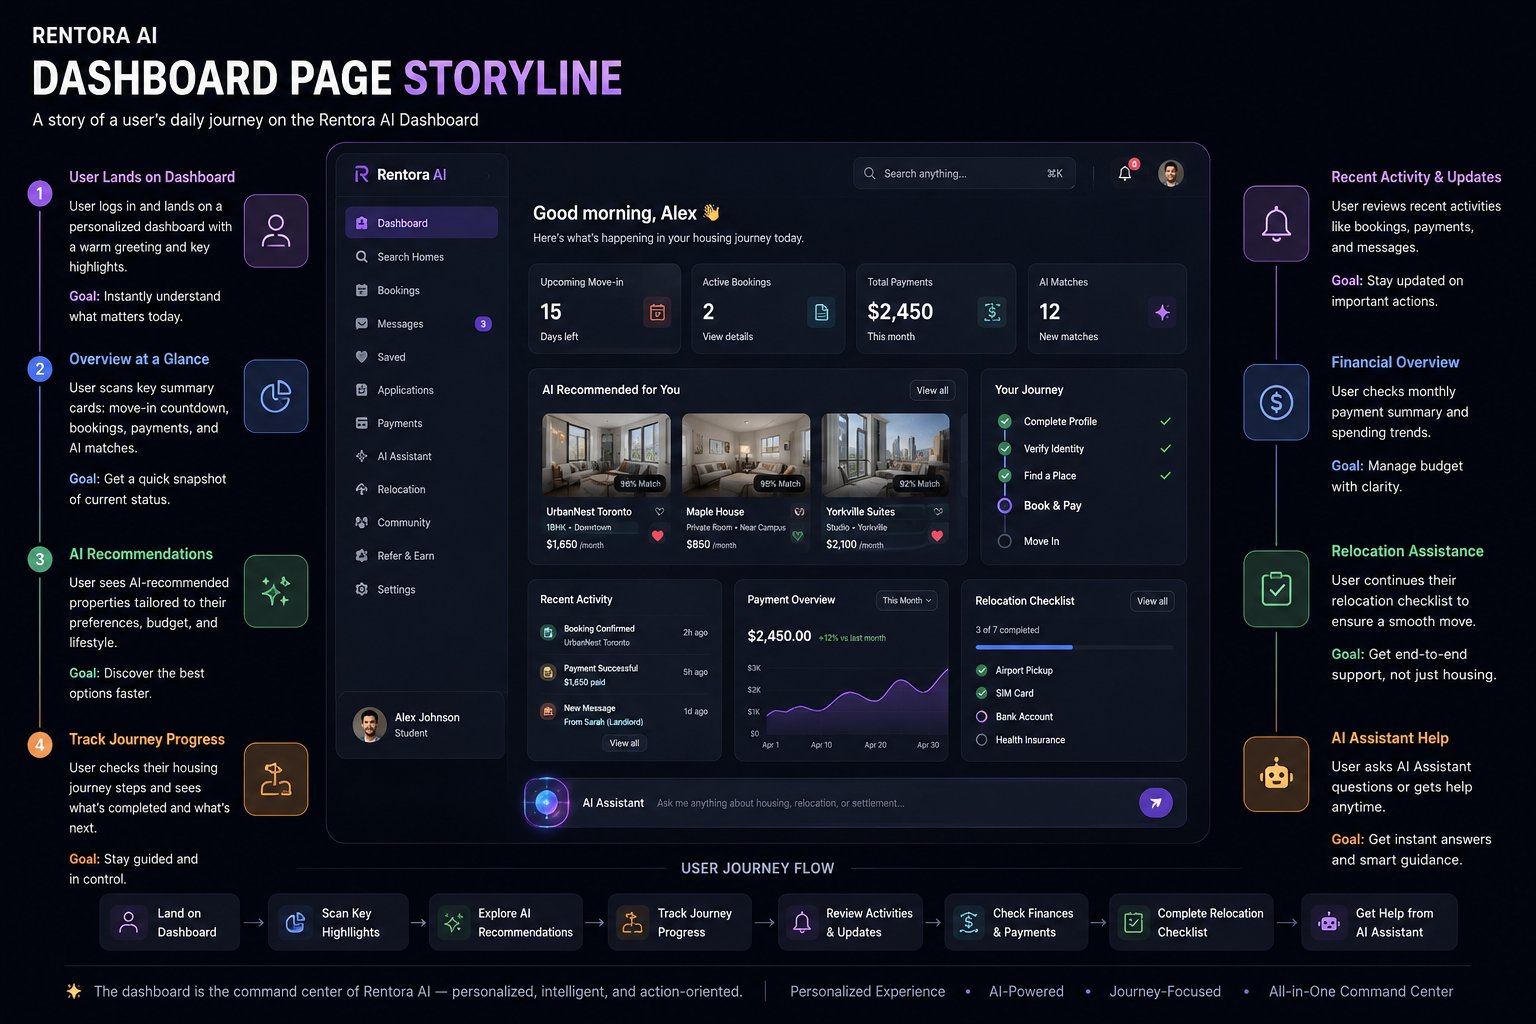 RENTORA AI
DASHBOARD PAGE STORYLINE
A story of a user's daily journey on the Rentora AI Dashboard
1
User Lands on Dashboard
User logs in and lands on a
personalized dashboard with
a warm greeting and key
highlights.
Goal: Instantly understand
what matters today.
2
Overview at a Glance
User scans key summary
cards: move-in countdown,
bookings, payments, and
AI matches.
Goal: Get a quick snapshot
of current status.
3
AI Recommendations
User sees AI-recommended
properties tailored to their
preferences, budget, and
lifestyle.
Goal: Discover the best
options faster.
4
Track Journey Progress
User checks their housing
journey steps and sees
what's completed and what's
next.
Goal: Stay guided and
in control.
Rentora AI
Dashboard
Search Homes
Bookings
Messages 3
Saved
Applications
Payments
AI Assistant
Relocation
Community
Refer & Earn
Settings
Alex Johnson
Student
Search anything... ⌘K
Good morning, Alex 👋
Here's what's happening in your housing journey today.
Upcoming Move-in
15
Days left
Active Bookings
2
View details
Total Payments
$2,450
This month
AI Matches
12
New matches
AI Recommended for You
View all
96% Match
UrbanNest Toronto
1BHK • Downtown
$1,650 /month
Maple House
Private Room • Near Campus
$850 /month
92% Match
Yorkville Suites
Studio • Yorkville
$2,100 /month
Your Journey
Complete Profile
Verify Identity
Find a Place
Book & Pay
Move In
Recent Activity
Booking Confirmed
UrbanNest Toronto
2h ago
Payment Successful
$1,650 paid
5h ago
New Message
From Sarah (Landlord)
1d ago
View all
Payment Overview
This Month
$2,450.00 +12% vs last month
$3K
$2K
$1K
$0
Apr 1 Apr 10 Apr 20 Apr 30
Relocation Checklist
View all
3 of 7 completed
Airport Pickup
SIM Card
Bank Account
Health Insurance
AI Assistant Ask me anything about housing, relocation, or settlement...
Recent Activity & Updates
User reviews recent activities
like bookings, payments,
and messages.
Goal: Stay updated on
important actions.
Financial Overview
User checks monthly
payment summary and
spending trends.
Goal: Manage budget
with clarity.
Relocation Assistance
User continues their
relocation checklist to
ensure a smooth move.
Goal: Get end-to-end
support, not just housing.
AI Assistant Help
User asks AI Assistant
questions or gets help
anytime.
Goal: Get instant answers
and smart guidance.
USER JOURNEY FLOW
Land on
Dashboard
Scan Key
Highllights
Explore AI
Recommendations
Track Journey
Progress
Review Activities
& Updates
Check Finances
& Payments
Complete Relocation
Checklist
Get Help from
AI Assistant
The dashboard is the command center of Rentora AI — personalized, intelligent, and action-oriented.
Personalized Experience • AI-Powered • Journey-Focused • All-in-One Command Center